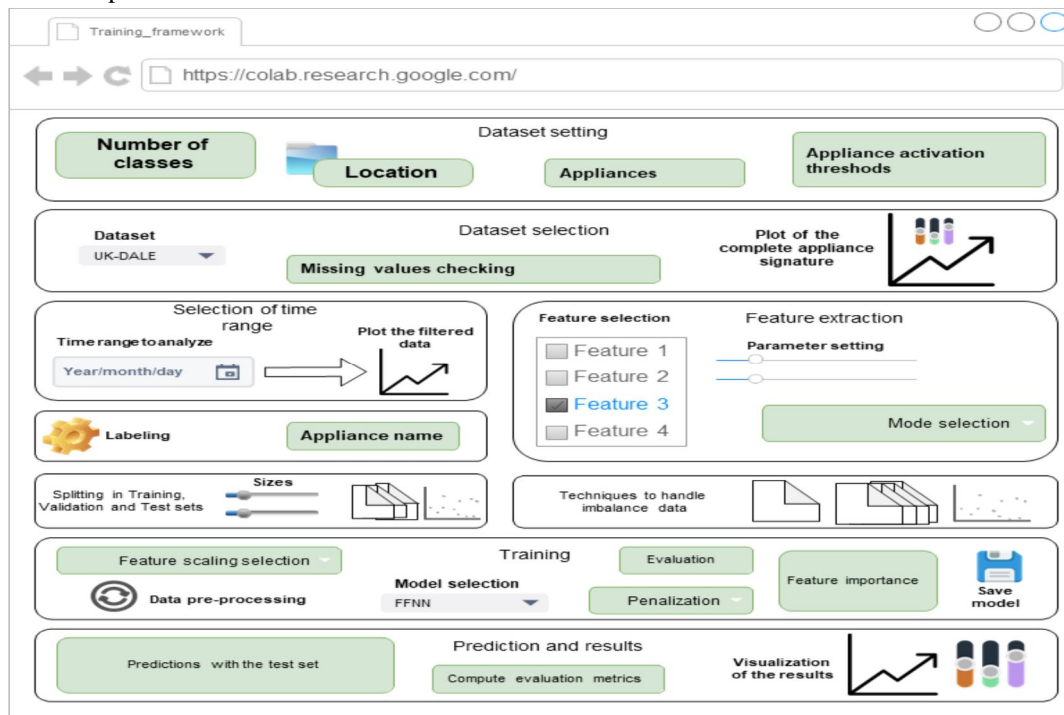 Training_framework
https://colab.research.google.com/
Dataset setting
Number of
classes
Location
Appliances
Appliance activation
threshods
Dataset selection
Dataset
UK-DALE
Missing values checking
Plot of the
complete appliance
signature
Selection of time
range
Time range to analyze
Year/month/day
Plot the filtered
data
Feature selection
Feature 1
Feature 2
Feature 3
Feature 4
Feature extraction
Parameter setting
Mode selection
Labeling
Appliance name
Splitting in Training,
Validation and Test sets
Sizes
Techniques to handle
imbalance data
Training
Feature scaling selection
Data pre-processing
Model selection
FFNN
Evaluation
Penalization
Feature importance
Save
model
Prediction and results
Predictions with the test set
Compute evaluation metrics
Visualization
of the results